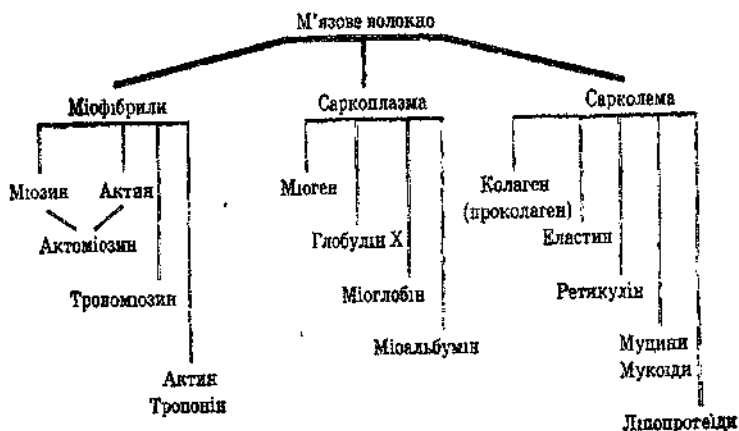 М'язове волокно
Міофібрили
Саркоплазма
Сарколема
Міозин
Актин
Актоміозин
Тропоміозин
Актин
Тропонін
Міоген
Глобулін X
Міоглобін
Міоальбумін
Колаген
(проколаген)
Еластин
Ретикулін
Муцини
Мукоїди
Ліпопротеїди